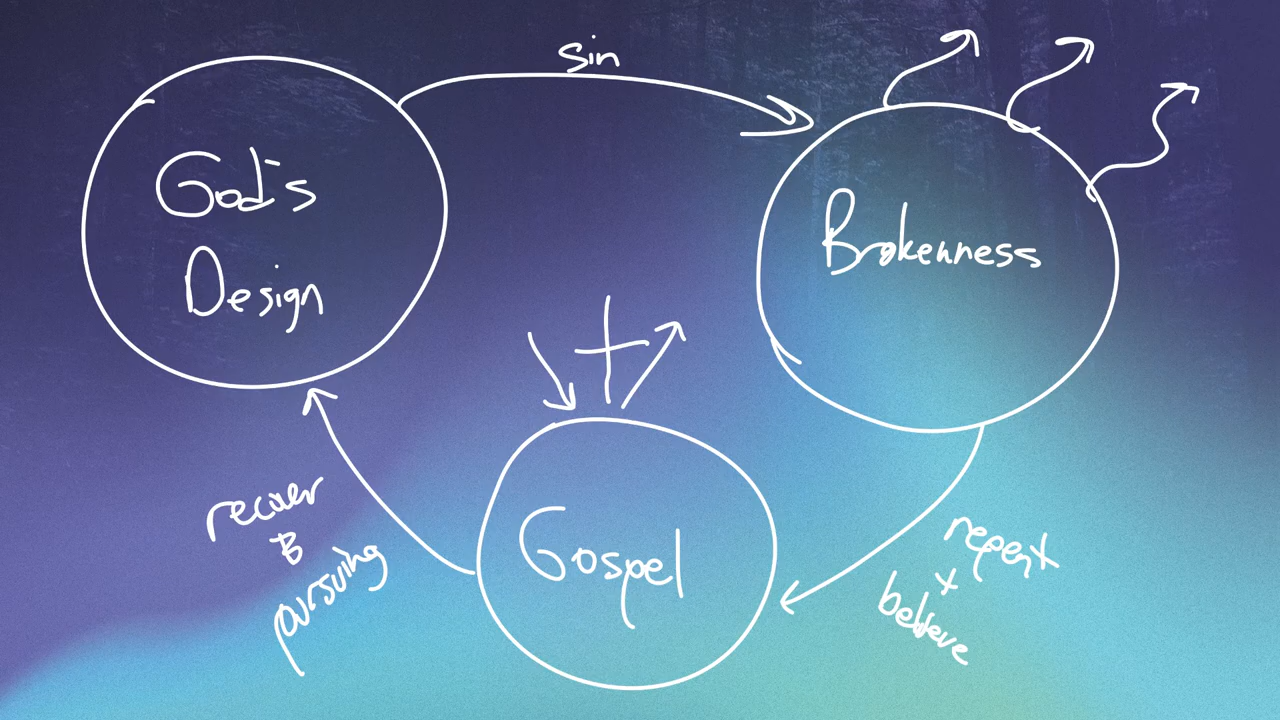 Sin
God's
Design
Brokenness
Gospel
recover
&
pursuing
repent
+
believe